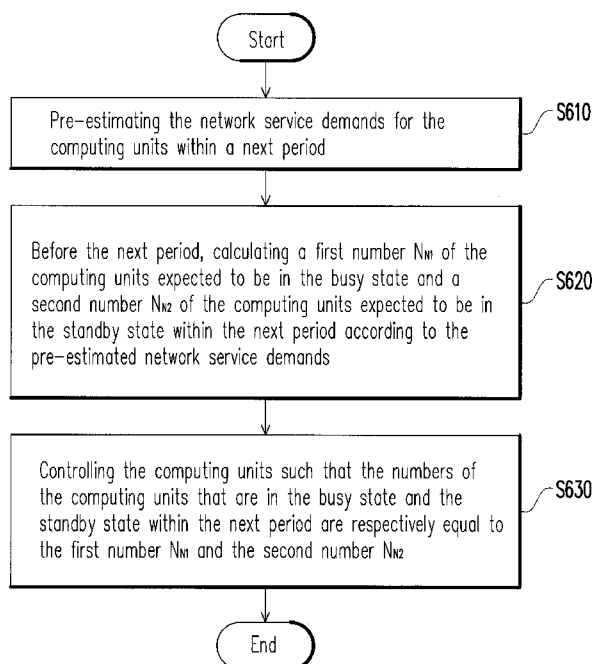 Start
Pre-estimating the network service demands for the
computing units within a next period
S610
Before the next period, calculating a first number NN1 of the
computing units expected to be in the busy state and a
second number NN2 of the computing units expected to be in
the standby state within the next period according to the
pre-estimated network service demands
S620
Controlling the computing units such that the numbers of
the computing units that are in the busy state and the
standby state within the next period are respectively equal to
the first number NN1 and the second number NN2
S630
End